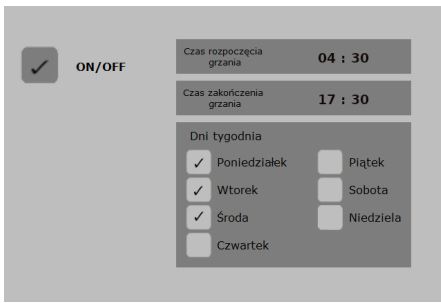 ON/OFF
Czas rozpoczęcia
grzania
04 : 30
Czas zakończenia
grzania
17 : 30
Dni tygodnia
Poniedziałek
Wtorek
Środa
Czwartek
Piątek
Sobota
Niedziela